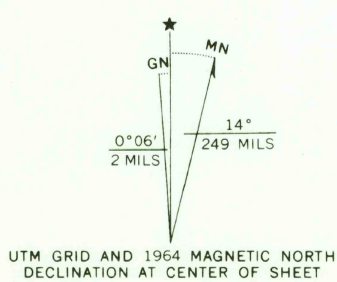 ★
MN
GN
0°06′
2 MILS
14°
249 MILS
UTM GRID AND 1964 MAGNETIC NORTH
DECLINATION AT CENTER OF SHEET